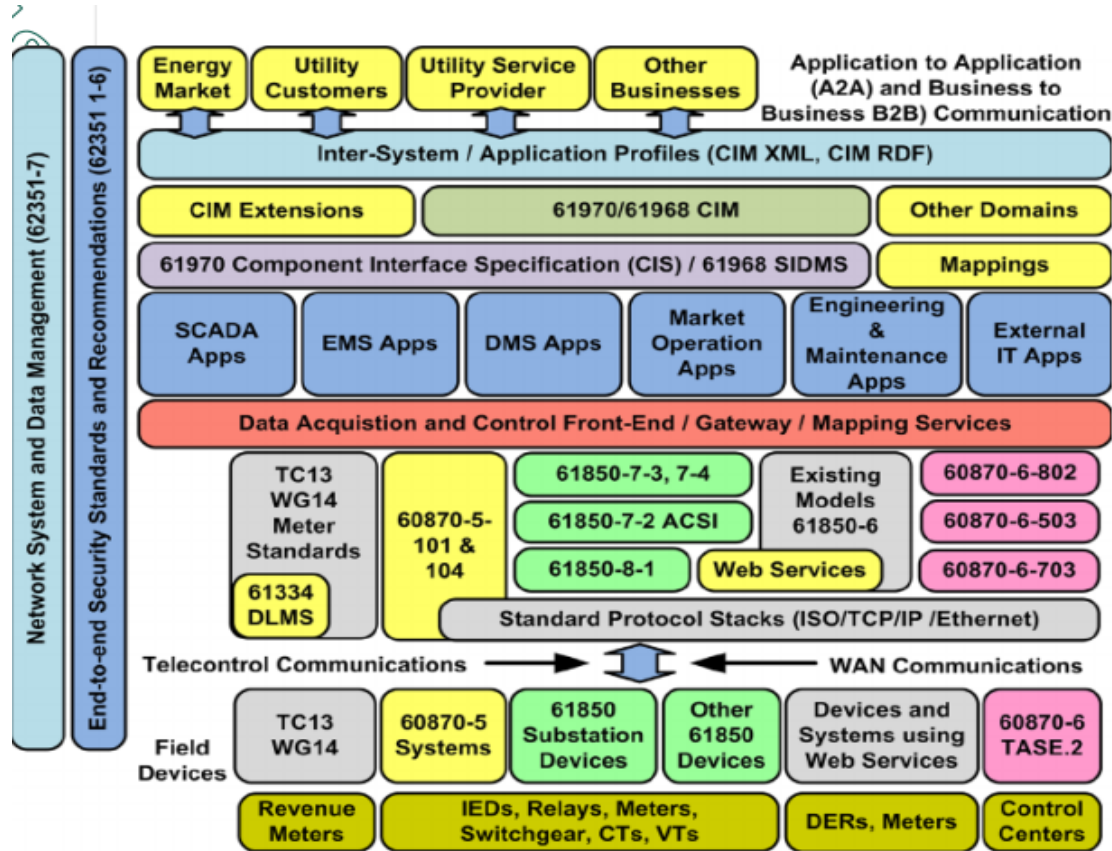 Network System and Data Management (62351-7)
End-to-end Security Standards and Recommendations (62351 1-6)
Energy
Market
Utility
Customers
Utility Service
Provider
Other
Businesses
Application to Application
(A2A) and Business to
Business B2B) Communication
Inter-System / Application Profiles (CIM XML, CIM RDF)
CIM Extensions
61970/61968 CIM
Other Domains
61970 Component Interface Specification (CIS) / 61968 SIDMS
Mappings
SCADA
Apps
EMS Apps
DMS Apps
Market
Operation
Apps
Engineering
&
Maintenance
Apps
External
IT Apps
Data Acquistion and Control Front-End / Gateway / Mapping Services
TC13
WG14
Meter
Standards
61334
DLMS
60870-5-
101 &
104
61850-7-3, 7-4
61850-7-2 ACSI
61850-8-1
Existing
Models
61850-6
Web Services
60870-6-802
60870-6-503
60870-6-703
Standard Protocol Stacks (ISO/TCP/IP /Ethernet)
Telecontrol Communications
WAN Communications
Field
Devices
TC13
WG14
60870-5
Systems
61850
Substation
Devices
Other
61850
Devices
Devices and
Systems using
Web Services
60870-6
TASE.2
Revenue
Meters
IEDs, Relays, Meters,
Switchgear, CTs, VTs
DERs, Meters
Control
Centers